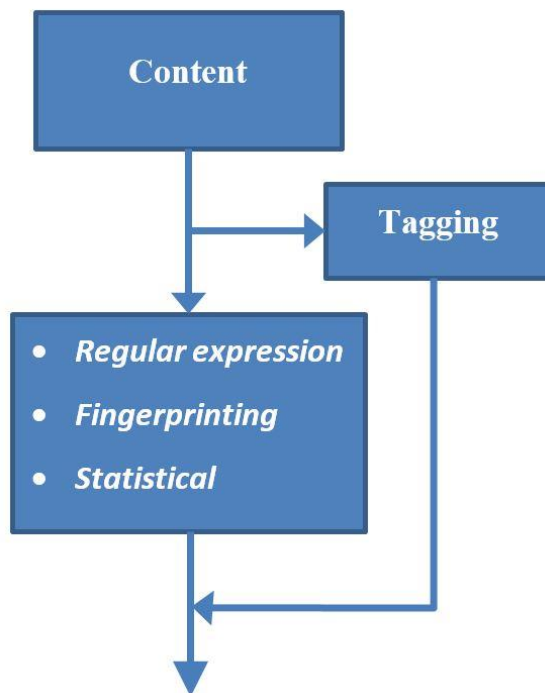 Content
Tagging
• Regular expression
• Fingerprinting
• Statistical